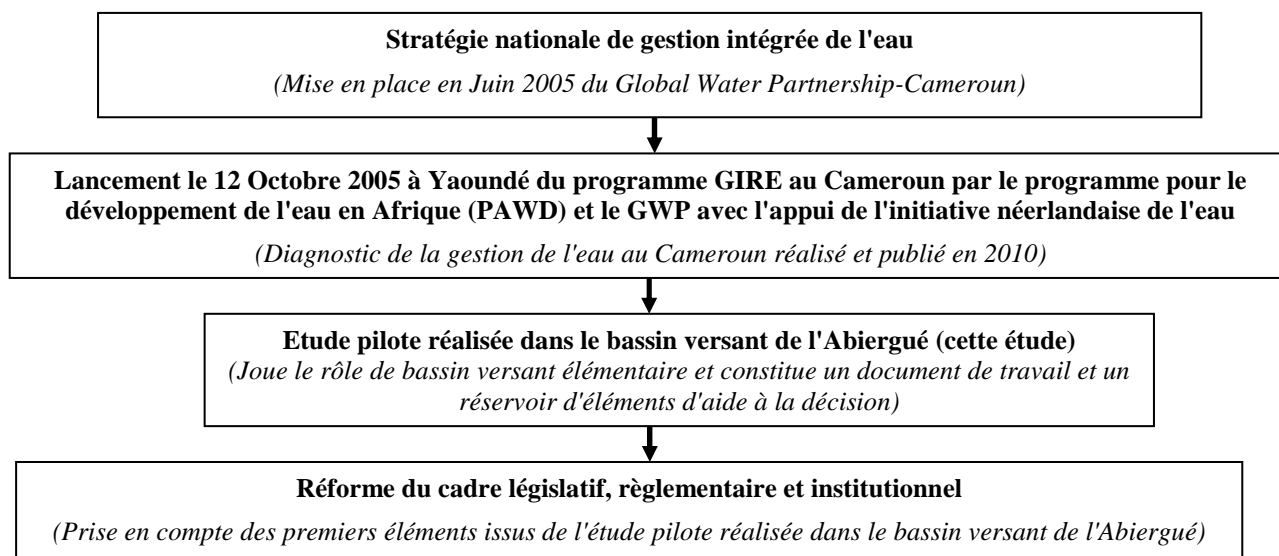 Stratégie nationale de gestion intégrée de l'eau
(Mise en place en Juin 2005 du Global Water Partnership-Cameroun)
Lancement le 12 Octobre 2005 à Yaoundé du programme GIRE au Cameroun par le programme pour le
développement de l'eau en Afrique (PAWD) et le GWP avec l'appui de l'initiative néerlandaise de l'eau
(Diagnostic de la gestion de l'eau au Cameroun réalisé et publié en 2010)
Etude pilote réalisée dans le bassin versant de l'Abiergué (cette étude)
(Joue le rôle de bassin versant élémentaire et constitue un document de travail et un
réservoir d'éléments d'aide à la décision)
Réforme du cadre législatif, règlementaire et institutionnel
(Prise en compte des premiers éléments issus de l'étude pilote réalisée dans le bassin versant de l'Abiergué)